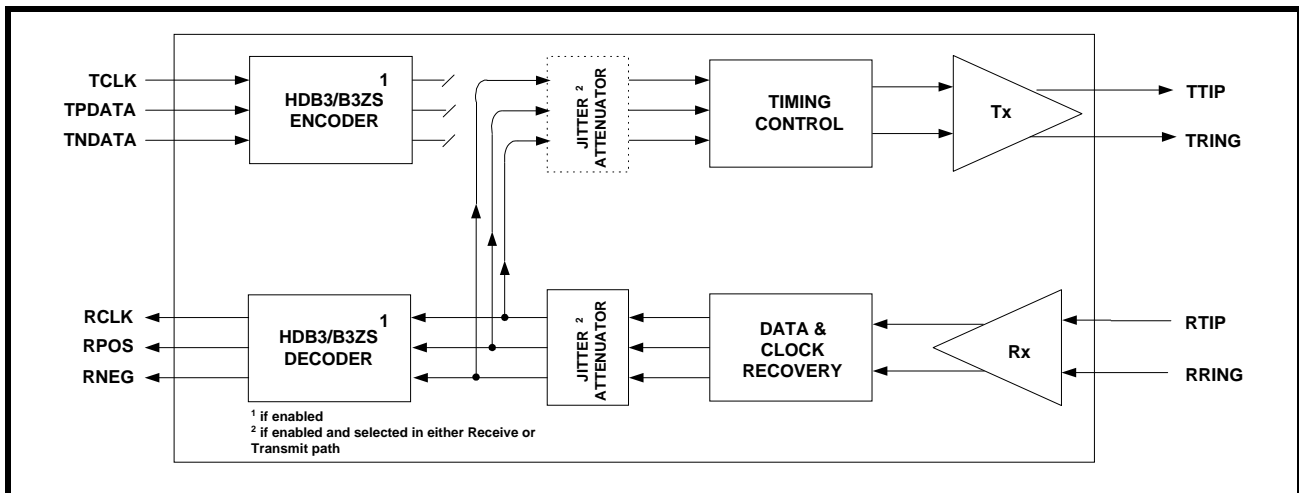 TCLK
TPDATA
TNDATA
HDB3/B3ZS 1
ENCODER
JITTER 2
ATTENUATOR
TIMING
CONTROL
Tx
TTIP
TRING
RCLK
RPOS
RNEG
HDB3/B3ZS 1
DECODER
JITTER 2
ATTENUATOR
DATA &
CLOCK
RECOVERY
Rx
RTIP
RRING
1 if enabled
2 if enabled and selected in either Receive or
Transmit path